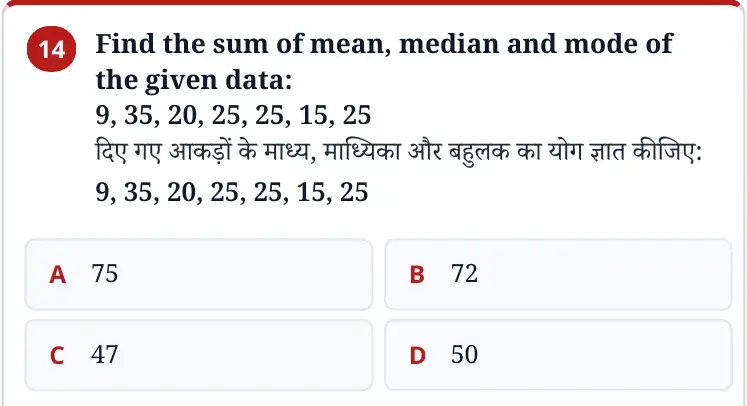 14 Find the sum of mean, median and mode of
the given data:
9, 35, 20, 25, 25, 15, 25
दिए गए आकड़ों के माध्य, माध्यिका और बहुलक का योग ज्ञात कीजिए:
9, 35, 20, 25, 25, 15, 25
A 75 B 72
C 47 D 50